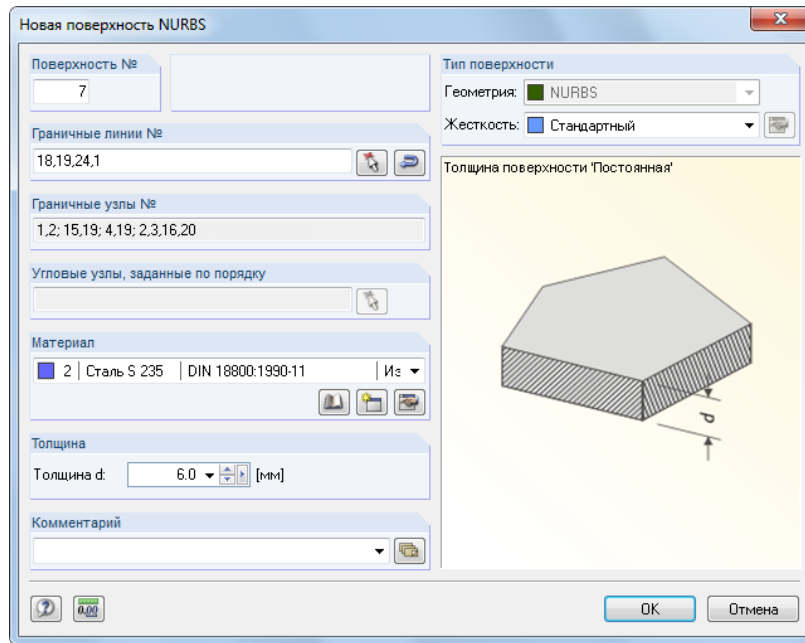 Новая поверхность NURBS
Поверхность №
7
Граничные линии №
18,19,24,1
Граничные узлы №
1,2; 15,19; 4,19; 2,3,16,20
Угловые узлы, заданные по порядку
Материал
2 | Сталь S 235 | DIN 18800:1990-11 | Из
Толщина
Толщина d: 6.0 [мм]
Комментарий
Тип поверхности
Геометрия: NURBS
Жесткость: Стандартный
Толщина поверхности 'Постоянная'
d
0.00
OK
Отмена